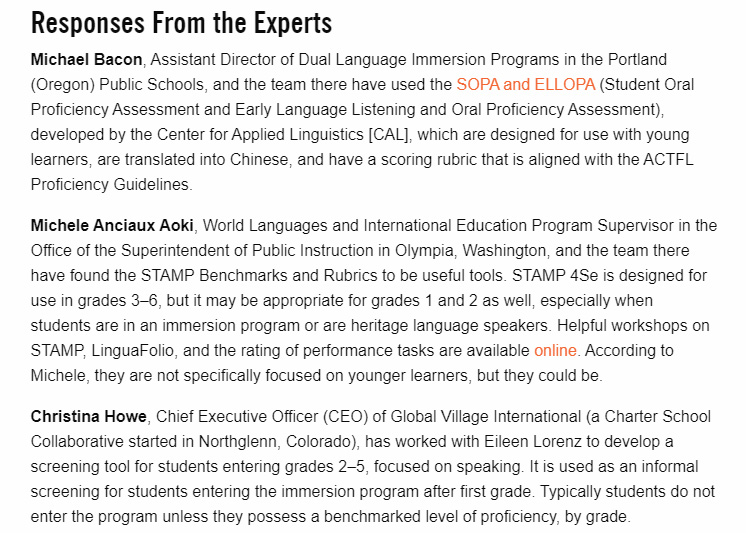 Responses From the Experts
Michael Bacon, Assistant Director of Dual Language Immersion Programs in the Portland
(Oregon) Public Schools, and the team there have used the SOPA and ELLOPA (Student Oral
Proficiency Assessment and Early Language Listening and Oral Proficiency Assessment),
developed by the Center for Applied Linguistics [CAL], which are designed for use with young
learners, are translated into Chinese, and have a scoring rubric that is aligned with the ACTFL
Proficiency Guidelines.
Michele Anciaux Aoki, World Languages and International Education Program Supervisor in the
Office of the Superintendent of Public Instruction in Olympia, Washington, and the team there
have found the STAMP Benchmarks and Rubrics to be useful tools. STAMP 4Se is designed for
use in grades 3–6, but it may be appropriate for grades 1 and 2 as well, especially when
students are in an immersion program or are heritage language speakers. Helpful workshops on
STAMP, LinguaFolio, and the rating of performance tasks are available online. According to
Michele, they are not specifically focused on younger learners, but they could be.
Christina Howe, Chief Executive Officer (CEO) of Global Village International (a Charter School
Collaborative started in Northglenn, Colorado), has worked with Eileen Lorenz to develop a
screening tool for students entering grades 2–5, focused on speaking. It is used as an informal
screening for students entering the immersion program after first grade. Typically students do not
enter the program unless they possess a benchmarked level of proficiency, by grade.